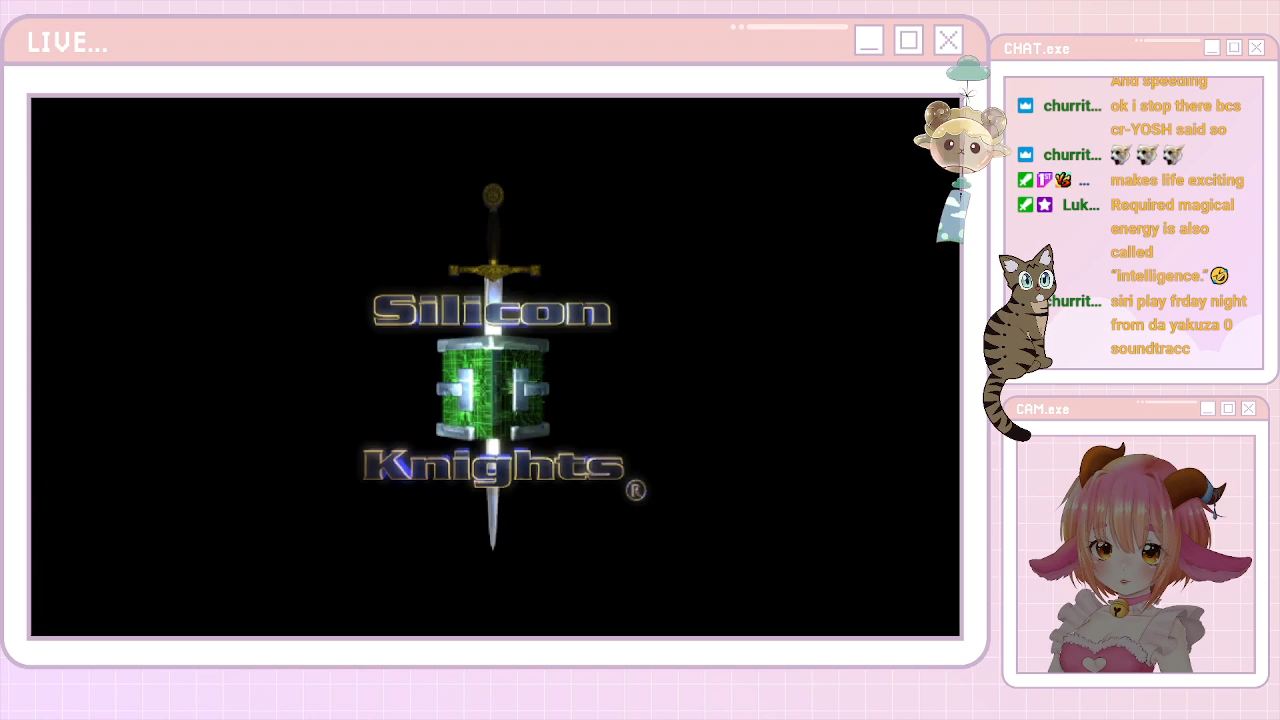 LIVE...
Silicon
Knights
®
CHAT.exe
And speeding
churrit... ok i stop there bcs
cr-YOSH said so
churrit...
... makes life exciting
Luk... Required magical
energy is also
called
“intelligence.”
hurrit... siri play frday night
from da yakuza 0
soundtracc
CAM.exe